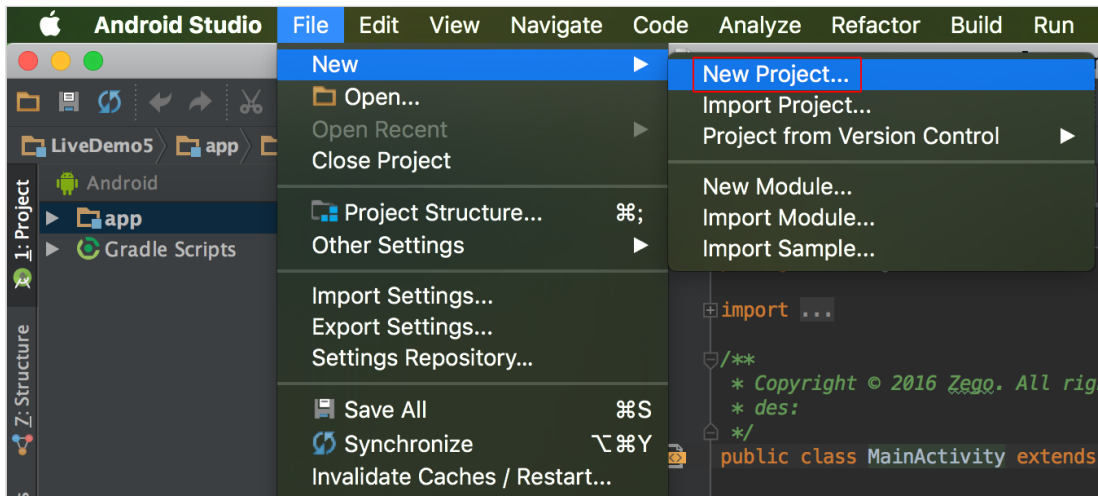 Android Studio File Edit View Navigate Code Analyze Refactor Build Run
New
Open...
Open Recent
Close Project
Project Structure... ⌘;
Other Settings
Import Settings...
Export Settings...
Settings Repository...
Save All ⌘S
Synchronize ⌥⌘Y
Invalidate Caches / Restart...
New Project...
Import Project...
Project from Version Control
New Module...
Import Module...
Import Sample...
LiveDemo5 app
Android
app
Gradle Scripts
1: Project
Z: Structure
import ...
/**
* Copyright © 2016 Zego. All
* des:
*/
public class MainActivity extends